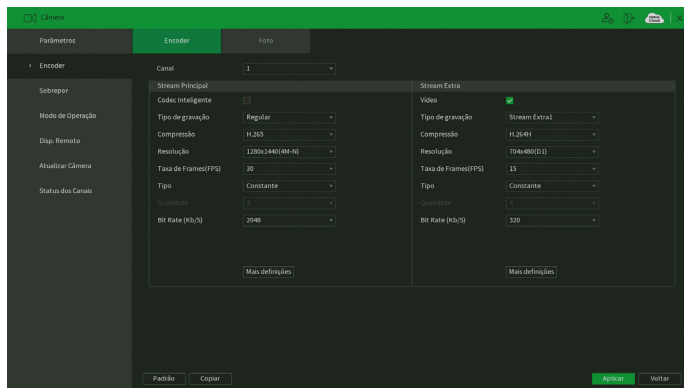 Câmera
Parâmetros
Encoder
Foto
> Encoder
Sobrepor
Modo de Operação
Disp. Remoto
Atualizar Câmera
Status dos Canais
Canal 1
Stream Principal Stream Extra
Codec Inteligente Vídeo
Tipo de gravação Regular Tipo de gravação Stream Extra1
Compressão H.265 Compressão H.264H
Resolução 1280x1440(4M-N) Resolução 704x480(D1)
Taxa de Frames(FPS) 30 Taxa de Frames(FPS) 15
Tipo Constante Tipo Constante
Qualidade 4 Qualidade 4
Bit Rate (Kb/S) 2048 Bit Rate (Kb/S) 320
Mais definições Mais definições
Padrão Copiar Aplicar Voltar